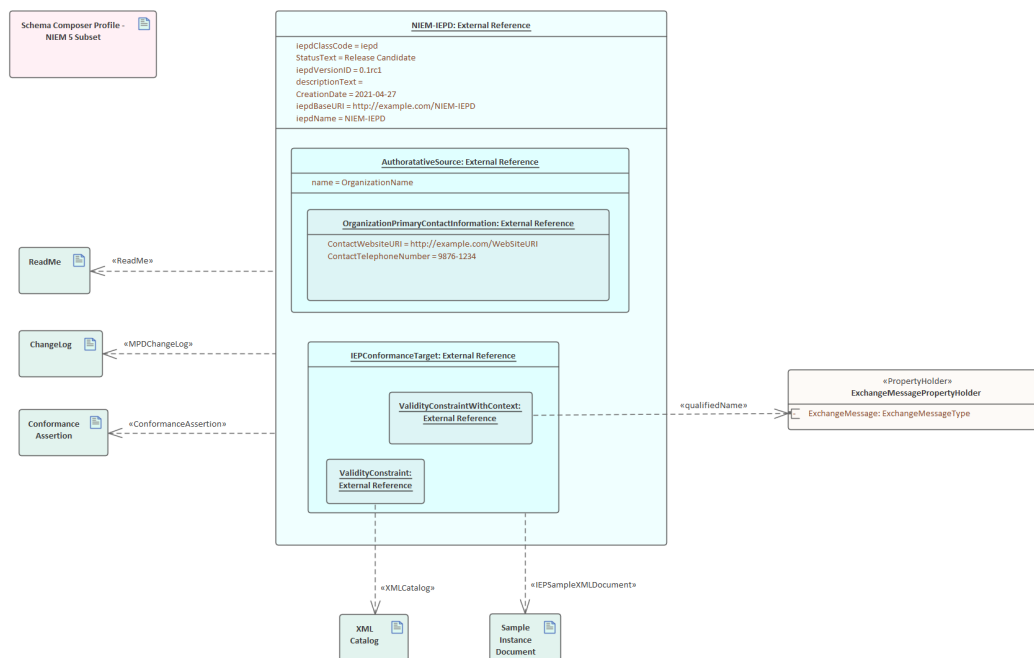 Schema Composer Profile -
NIEM 5 Subset
NIEM-IEPD: External Reference
iepdClassCode = iepd
StatusText = Release Candidate
iepdVersionID = 0.1rc1
descriptionText =
CreationDate = 2021-04-27
iepdBaseURI = http://example.com/NIEM-IEPD
iepdName = NIEM-IEPD
AuthoratativeSource: External Reference
name = OrganizationName
OrganizationPrimaryContactInformation: External Reference
ContactWebsiteURI = http://example.com/WebSiteURI
ContactTelephoneNumber = 9876-1234
ReadMe
«ReadMe»
ChangeLog
«MPDChangeLog»
IEPConformanceTarget: External Reference
Conformance
Assertion
«ConformanceAssertion»
ValidityConstraintWithContext:
External Reference
«qualifiedName»
«PropertyHolder»
ExchangeMessagePropertyHolder
ExchangeMessage: ExchangeMessageType
ValidityConstraint:
External Reference
«XMLCatalog»
«IEPSampleXMLDocument»
XML
Catalog
Sample
Instance
Document